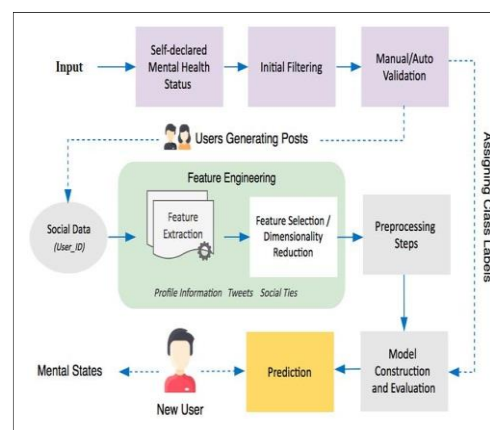 Input
Self-declared
Mental Health
Status
Initial Filtering
Manual/Auto
Validation
Users Generating Posts
Assigning Class Labels
Feature Engineering
Social Data
(User_ID)
Feature
Extraction
Feature Selection /
Dimensionality
Reduction
Preprocessing
Steps
Profile Information Tweets Social Ties
Mental States
New User
Prediction
Model
Construction
and Evaluation